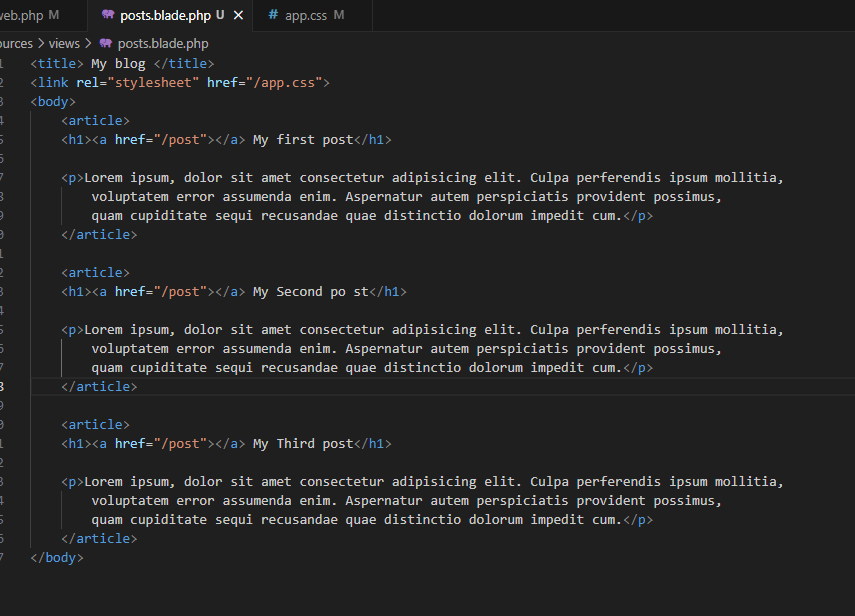 web.php M posts.blade.php U × # app.css M
ources > views > posts.blade.php
1 <title> My blog </title>
2 <link rel="stylesheet" href="/app.css">
3 <body>
4 <article>
5 <h1><a href="/post"></a> My first post</h1>
6
7 <p>Lorem ipsum, dolor sit amet consectetur adipisicing elit. Culpa perferendis ipsum mollitia,
8 voluptatem error assumenda enim. Aspernatur autem perspiciatis provident possimus,
9 quam cupiditate sequi recusandae quae distinctio dolorum impedit cum.</p>
0 </article>
1
2 <article>
3 <h1><a href="/post"></a> My Second po st</h1>
4
5 <p>Lorem ipsum, dolor sit amet consectetur adipisicing elit. Culpa perferendis ipsum mollitia,
6 voluptatem error assumenda enim. Aspernatur autem perspiciatis provident possimus,
7 quam cupiditate sequi recusandae quae distinctio dolorum impedit cum.</p>
8 </article>
9
0 <article>
1 <h1><a href="/post"></a> My Third post</h1>
2
3 <p>Lorem ipsum, dolor sit amet consectetur adipisicing elit. Culpa perferendis ipsum mollitia,
4 voluptatem error assumenda enim. Aspernatur autem perspiciatis provident possimus,
5 quam cupiditate sequi recusandae quae distinctio dolorum impedit cum.</p>
6 </article>
7 </body>